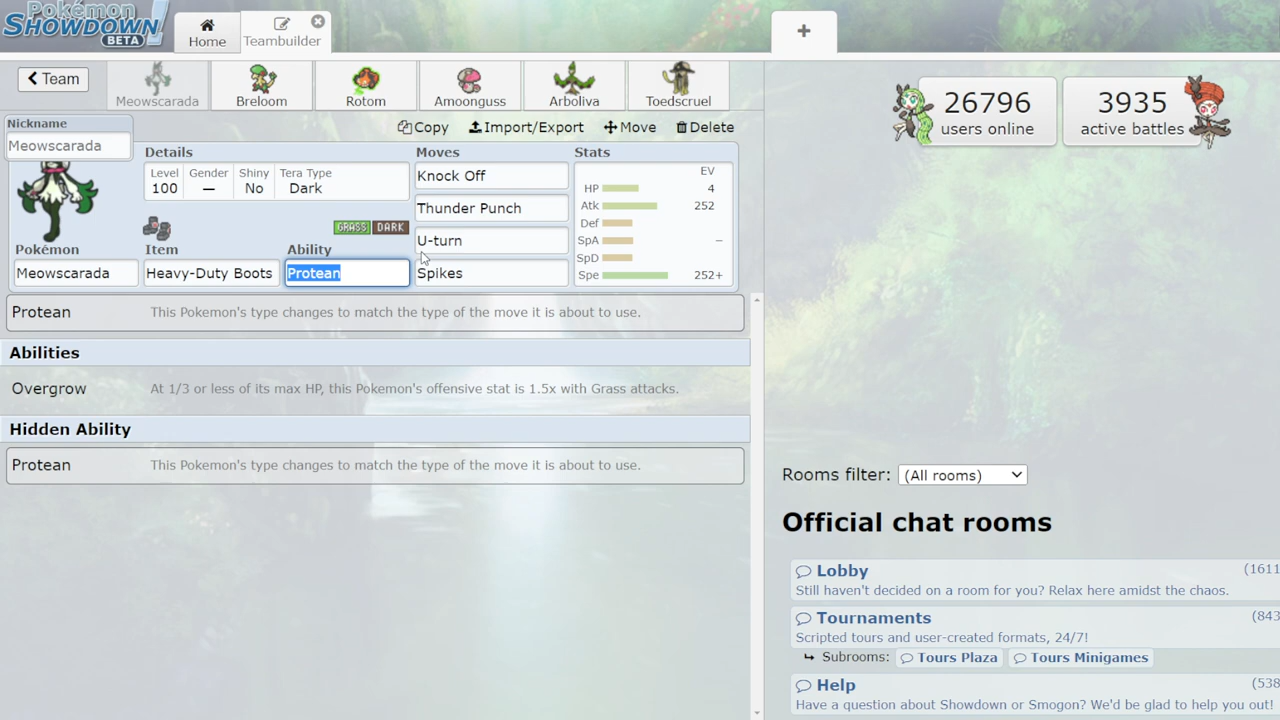 Pokémon
SHOWDOWN!
BETA
Home
Teambuilder
+
Team
Meowscarada
Breloom
Rotom
Amoonguss
Arboliva
Toedscruel
Copy
Import/Export
Move
Delete
Nickname
Meowscarada
Details
Level
100
Gender
—
Shiny
No
Tera Type
Dark
GRASS DARK
Pokémon
Meowscarada
Item
Heavy-Duty Boots
Ability
Protean
Moves
Knock Off
Thunder Punch
U-turn
Spikes
Stats
EV
HP 4
Atk 252
Def
SpA –
SpD
Spe 252+
Protean This Pokemon's type changes to match the type of the move it is about to use.
Abilities
Overgrow At 1/3 or less of its max HP, this Pokemon's offensive stat is 1.5x with Grass attacks.
Hidden Ability
Protean This Pokemon's type changes to match the type of the move it is about to use.
26796
users online
3935
active battles
Rooms filter: (All rooms)
Official chat rooms
Lobby (1611
Still haven't decided on a room for you? Relax here amidst the chaos.
Tournaments (843
Scripted tours and user-created formats, 24/7!
Subrooms: Tours Plaza Tours Minigames
Help (538
Have a question about Showdown or Smogon? We'd be glad to help you out!